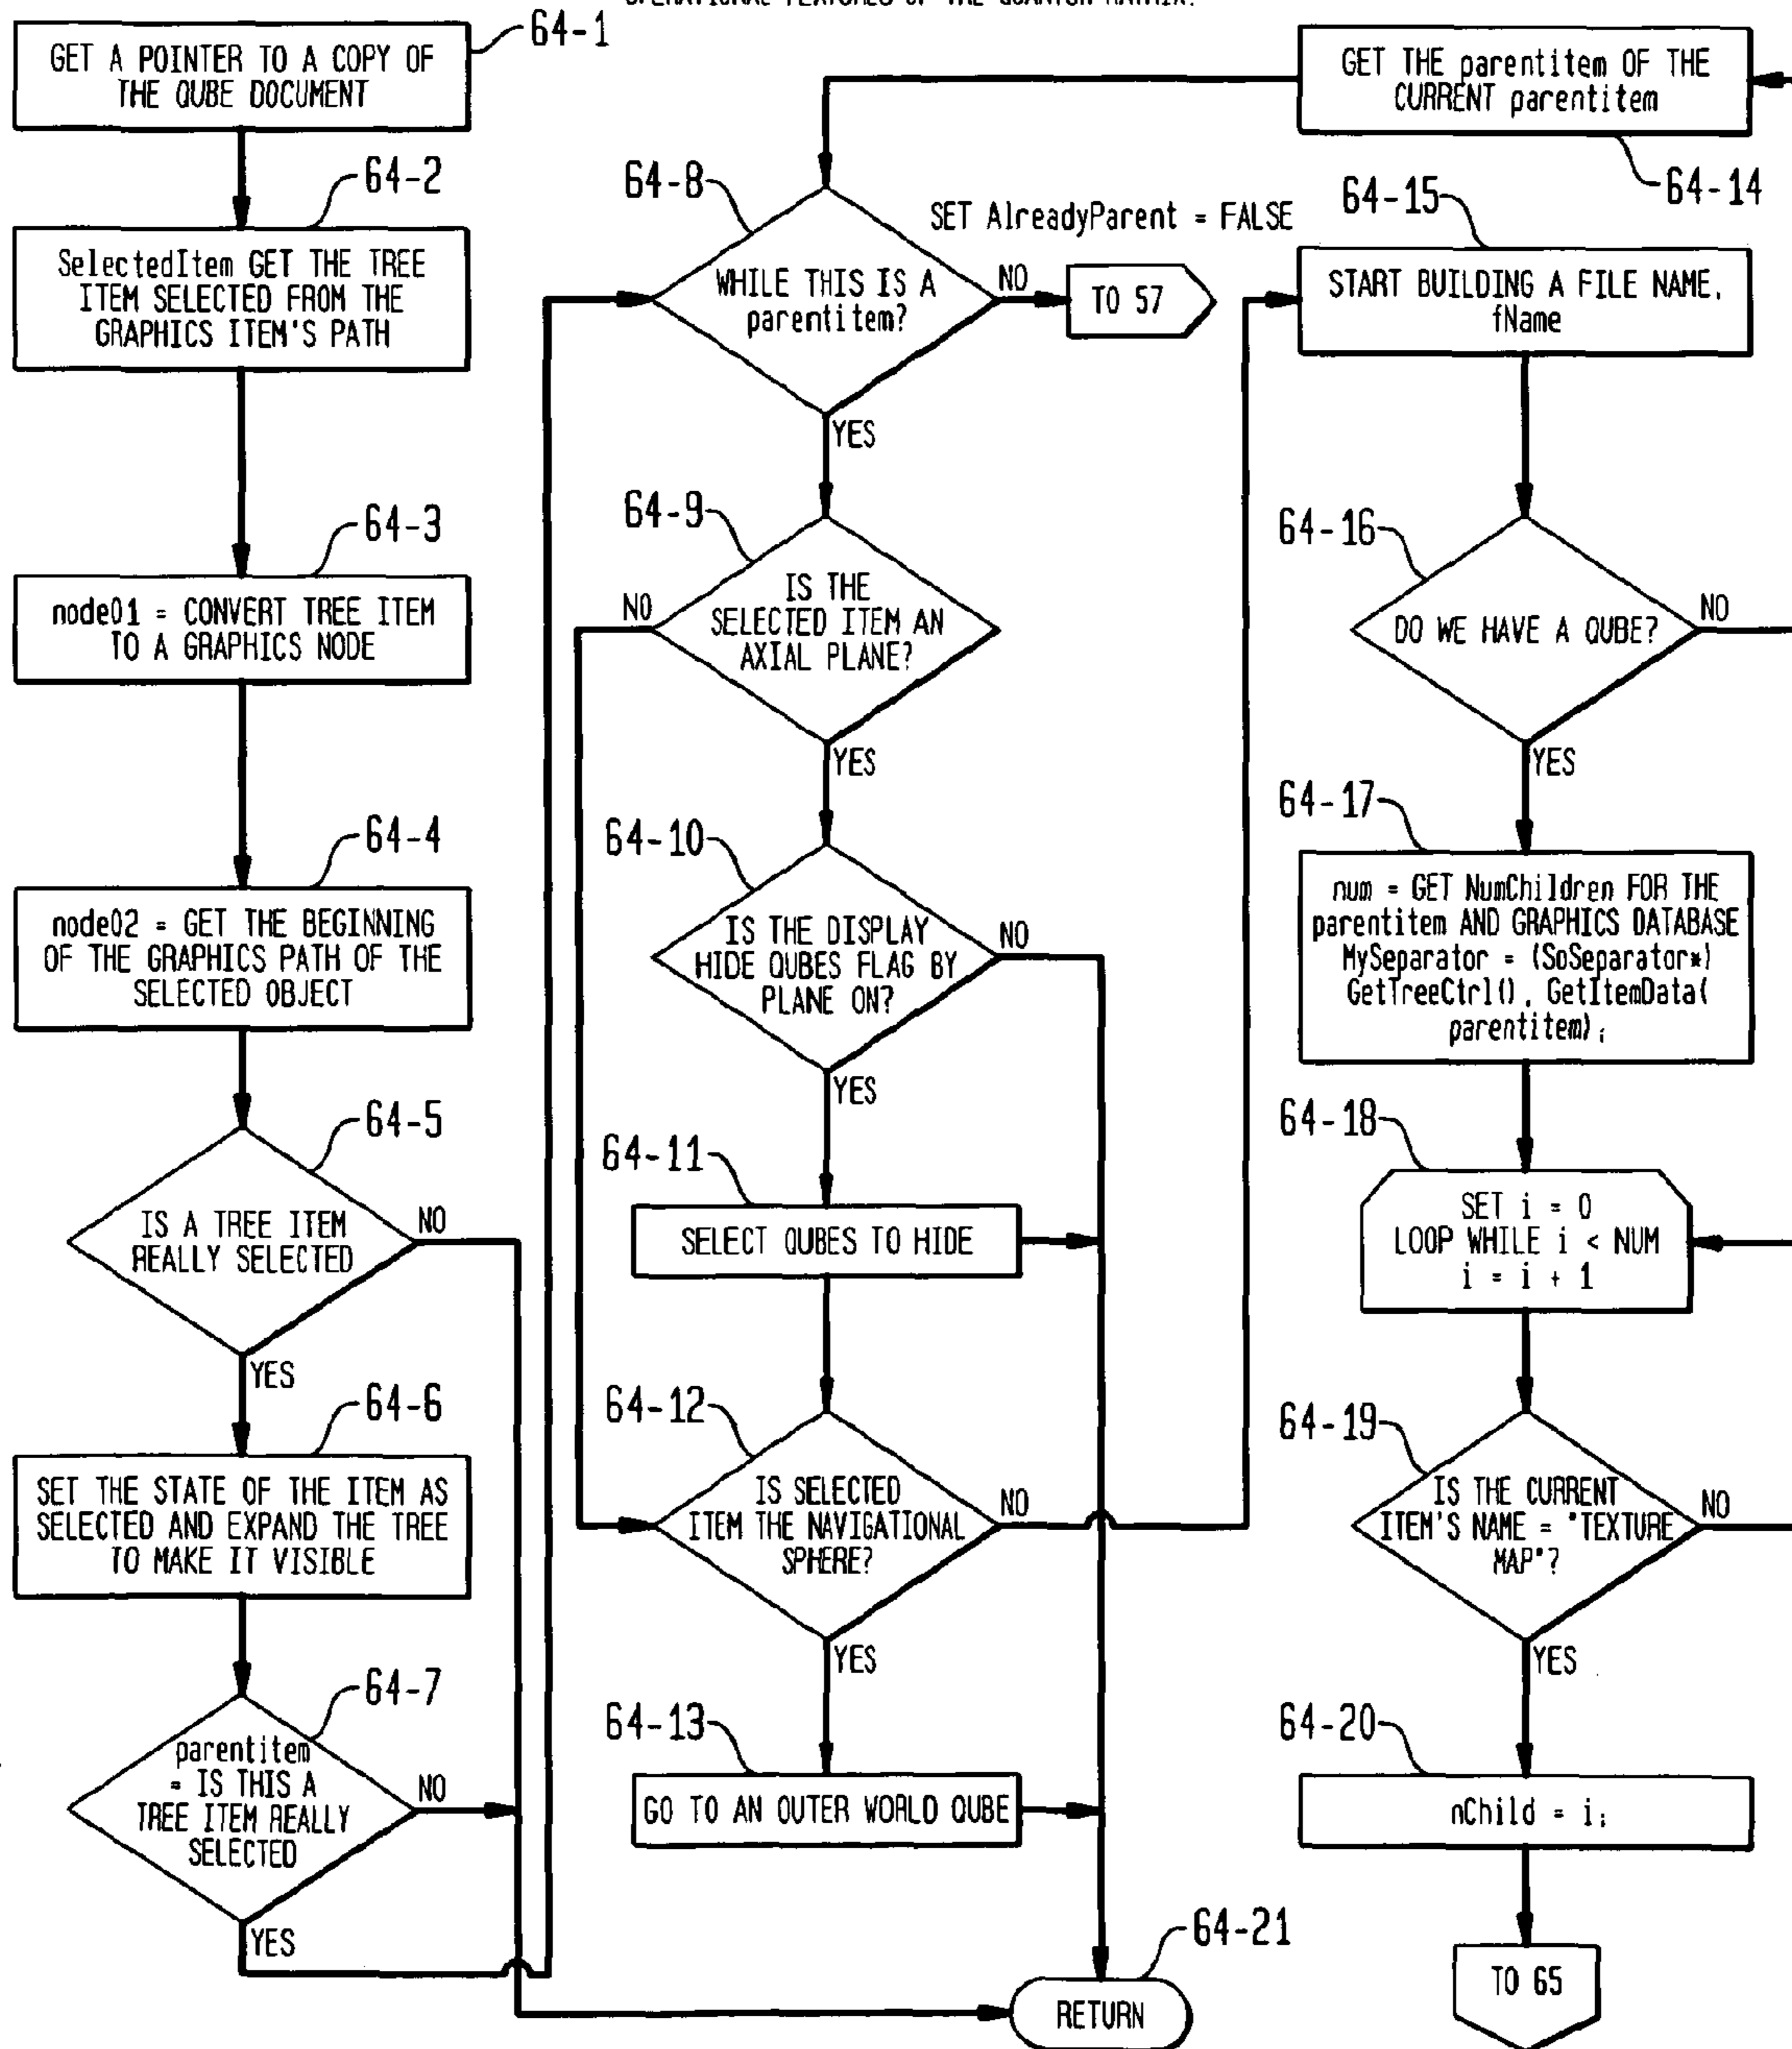 OPERATIONAL FEATURES OF THE QUANTUM MATRIX.
64-1
GET A POINTER TO A COPY OF
THE QUBE DOCUMENT
64-2
SelectedItem GET THE TREE
ITEM SELECTED FROM THE
GRAPHICS ITEM'S PATH
64-3
node01 = CONVERT TREE ITEM
TO A GRAPHICS NODE
64-4
node02 = GET THE BEGINNING
OF THE GRAPHICS PATH OF THE
SELECTED OBJECT
64-5
IS A TREE ITEM
REALLY SELECTED
NO
YES
64-6
SET THE STATE OF THE ITEM AS
SELECTED AND EXPAND THE TREE
TO MAKE IT VISIBLE
64-7
parentitem
= IS THIS A
TREE ITEM REALLY
SELECTED
NO
YES
64-8
SET AlreadyParent = FALSE
WHILE THIS IS A
parentitem?
NO
TO 57
YES
64-9
IS THE
SELECTED ITEM AN
AXIAL PLANE?
NO
YES
64-10
IS THE DISPLAY
HIDE QUBES FLAG BY
PLANE ON?
NO
YES
64-11
SELECT QUBES TO HIDE
64-12
IS SELECTED
ITEM THE NAVIGATIONAL
SPHERE?
NO
YES
64-13
GO TO AN OUTER WORLD QUBE
64-21
RETURN
GET THE parentitem OF THE
CURRENT parentitem
64-14
64-15
START BUILDING A FILE NAME,
fName
64-16
DO WE HAVE A QUBE?
NO
YES
64-17
num = GET NumChildren FOR THE
parentitem AND GRAPHICS DATABASE
MySeparator = (SoSeparator*)
GetTreeCtrl(), GetItemData(
parentitem);
64-18
SET i = 0
LOOP WHILE i < NUM
i = i + 1
64-19
IS THE CURRENT
ITEM'S NAME = "TEXTURE
MAP"?
NO
YES
64-20
nChild = i;
TO 65